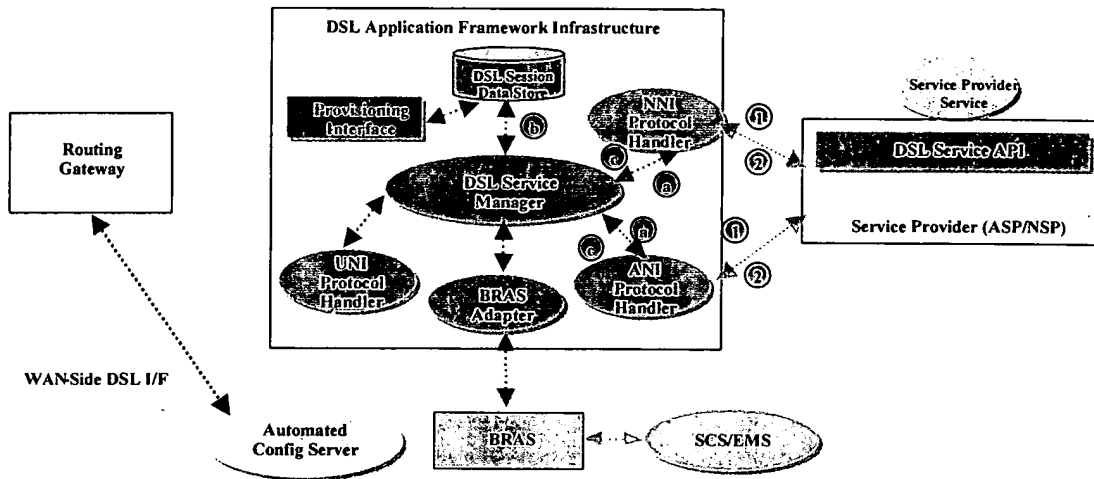 DSL Application Framework Infrastructure
DSL Session
Data Store
Provisioning
Interface
b
NNI
Protocol
Handler
1
2
Service Provider
Service
DSL Service API
Service Provider (ASP/NSP)
Routing
Gateway
DSL Service
Manager
c
a
a
c
1
2
UNI
Protocol
Handler
BRAS
Adapter
ANI
Protocol
Handler
WAN-Side DSL I/F
Automated
Config Server
BRAS
SCS/EMS